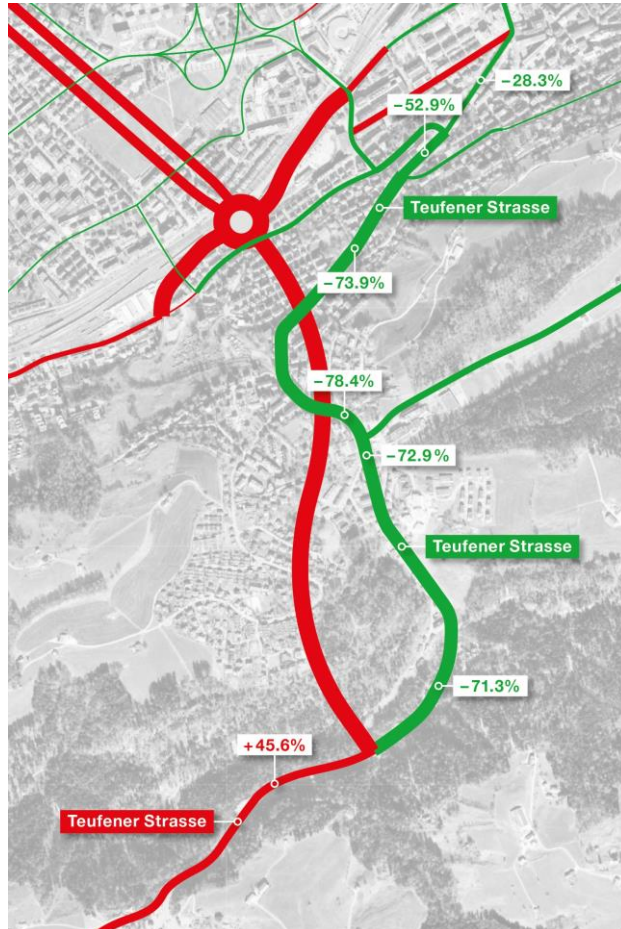 −28.3%
−52.9%
Teufener Strasse
−73.9%
−78.4%
−72.9%
Teufener Strasse
−71.3%
+45.6%
Teufener Strasse